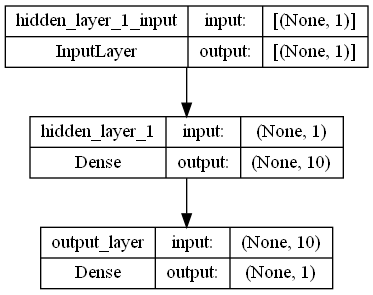 hidden_layer_1_input input: [(None, 1)]
InputLayer output: [(None, 1)]
hidden_layer_1 input: (None, 1)
Dense output: (None, 10)
output_layer input: (None, 10)
Dense output: (None, 1)